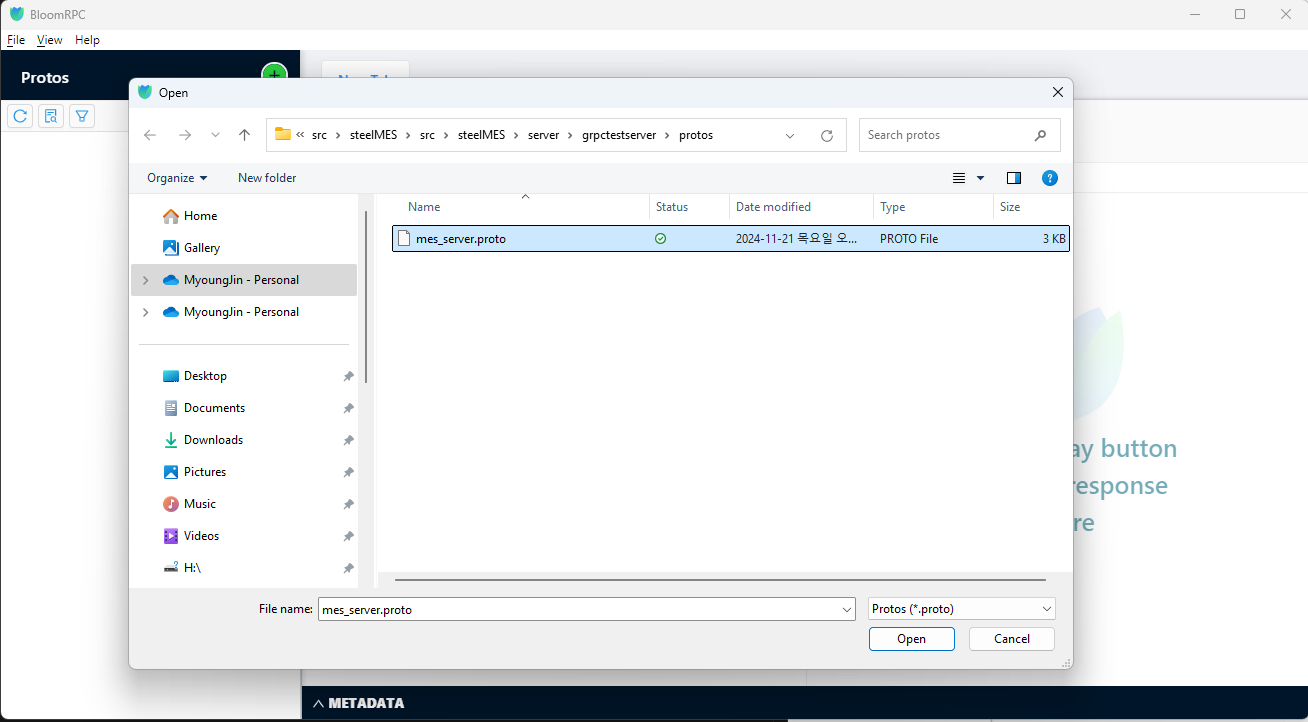 BloomRPC
File View Help
Protos
Open
« src › steelMES › src › steelMES › server › grpctestserver › protos
Search protos
Organize New folder
Name Status Date modified Type Size
mes_server.proto 2024-11-21 목요일 오... PROTO File 3 KB
Home
Gallery
MyoungJin - Personal
MyoungJin - Personal
Desktop
Documents
Downloads
Pictures
Music
Videos
H:\
ay button
response
re
File name: mes_server.proto Protos (*.proto)
Open Cancel
METADATA